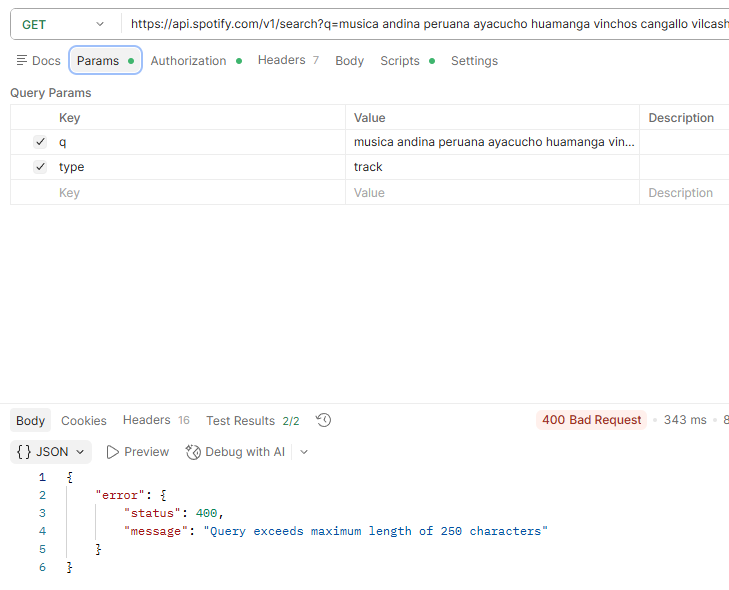 GET https://api.spotify.com/v1/search?q=musica andina peruana ayacucho huamanga vinchos cangallo vilcash
Docs Params Authorization Headers 7 Body Scripts Settings
Query Params
Key Value Description
q musica andina peruana ayacucho huamanga vin...
type track
Key Value Description
Body Cookies Headers 16 Test Results 2/2 400 Bad Request 343 ms 8
{} JSON Preview Debug with AI
1 {
2 "error": {
3 "status": 400,
4 "message": "Query exceeds maximum length of 250 characters"
5 }
6 }